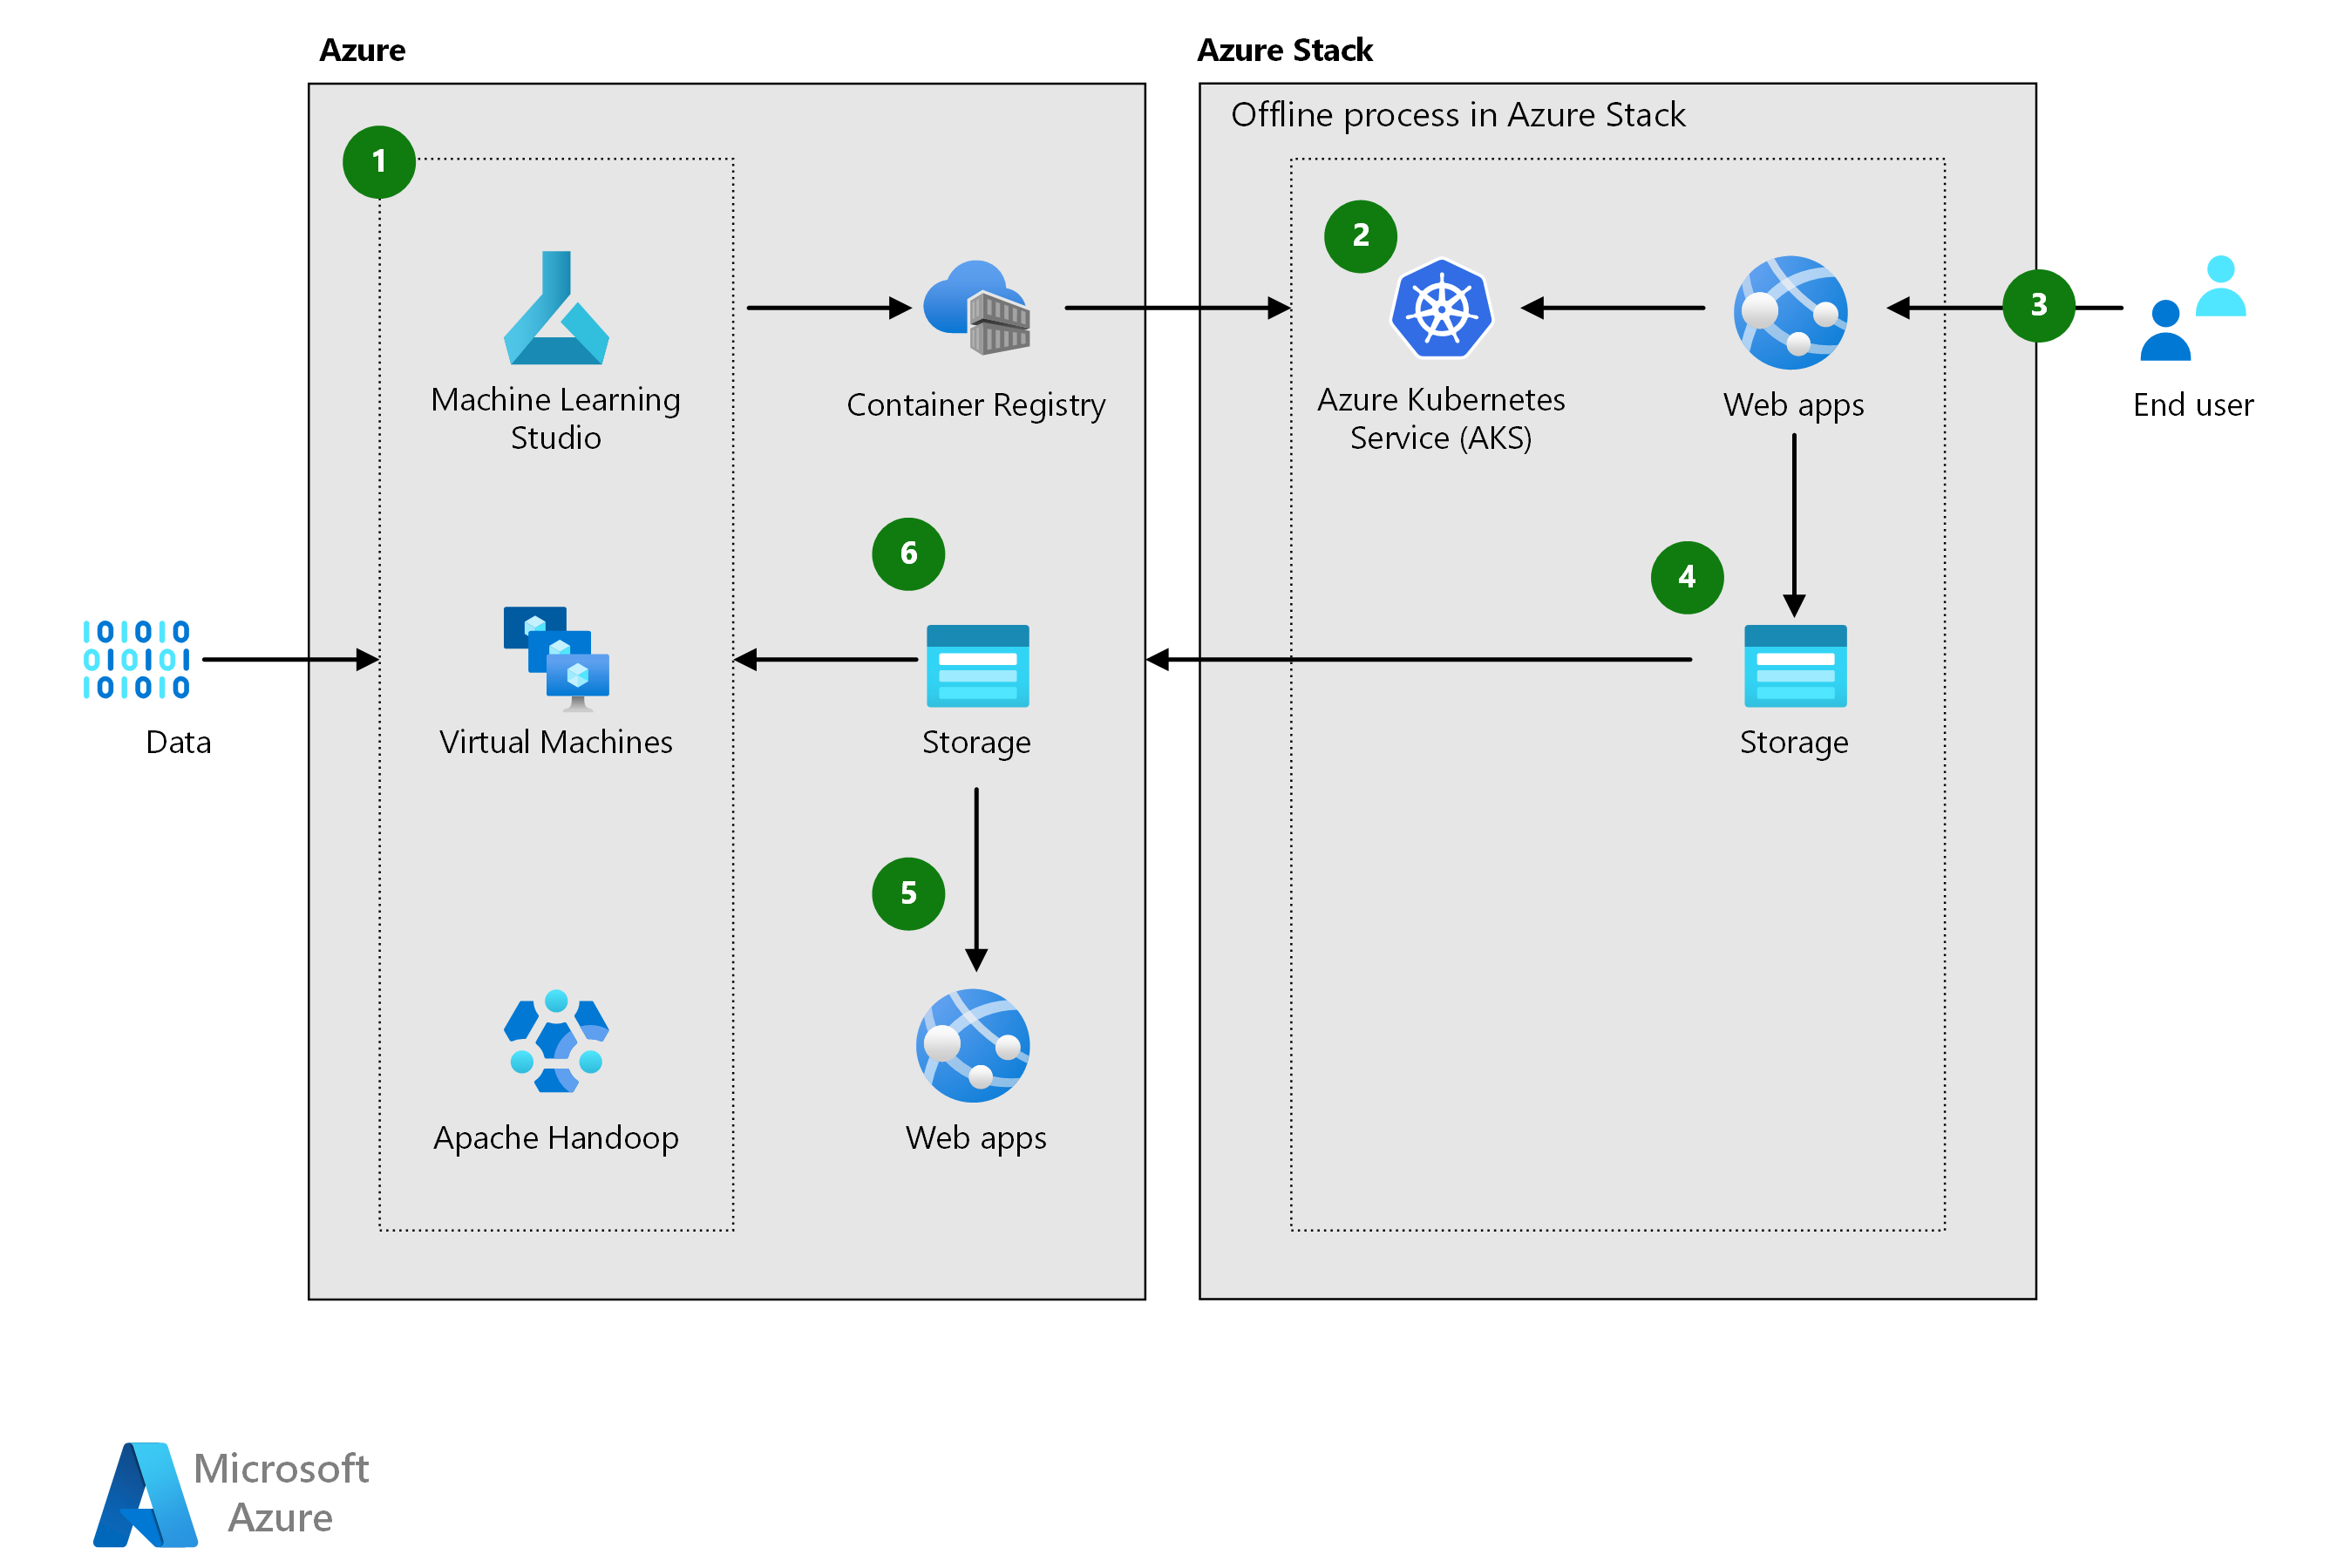 Azure
Azure Stack
Offline process in Azure Stack
1
2
3
Machine Learning
Studio
Container Registry
Azure Kubernetes
Service (AKS)
Web apps
End user
6
4
Data
Virtual Machines
Storage
Storage
5
Apache Handoop
Web apps
Microsoft
Azure